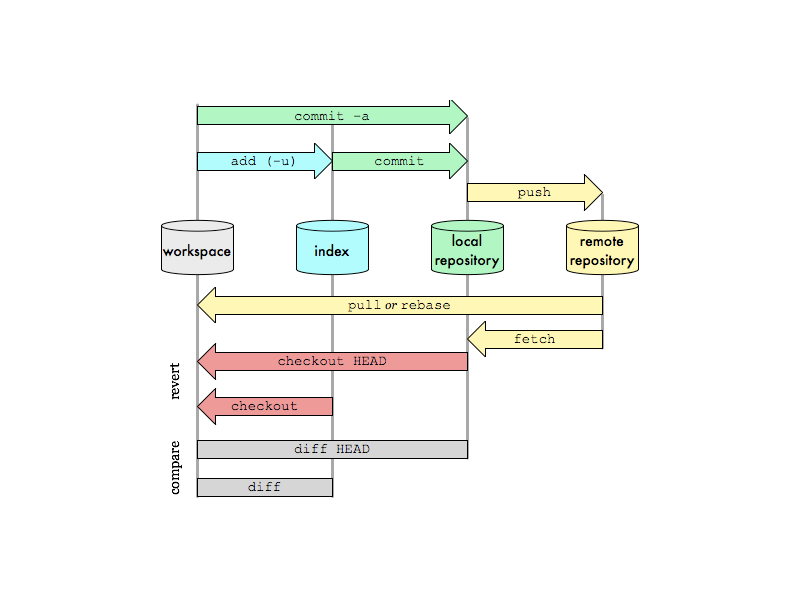 commit -a
add (-u)
commit
push
workspace
index
local
repository
remote
repository
pull or rebase
fetch
revert
checkout HEAD
checkout
compare
diff HEAD
diff